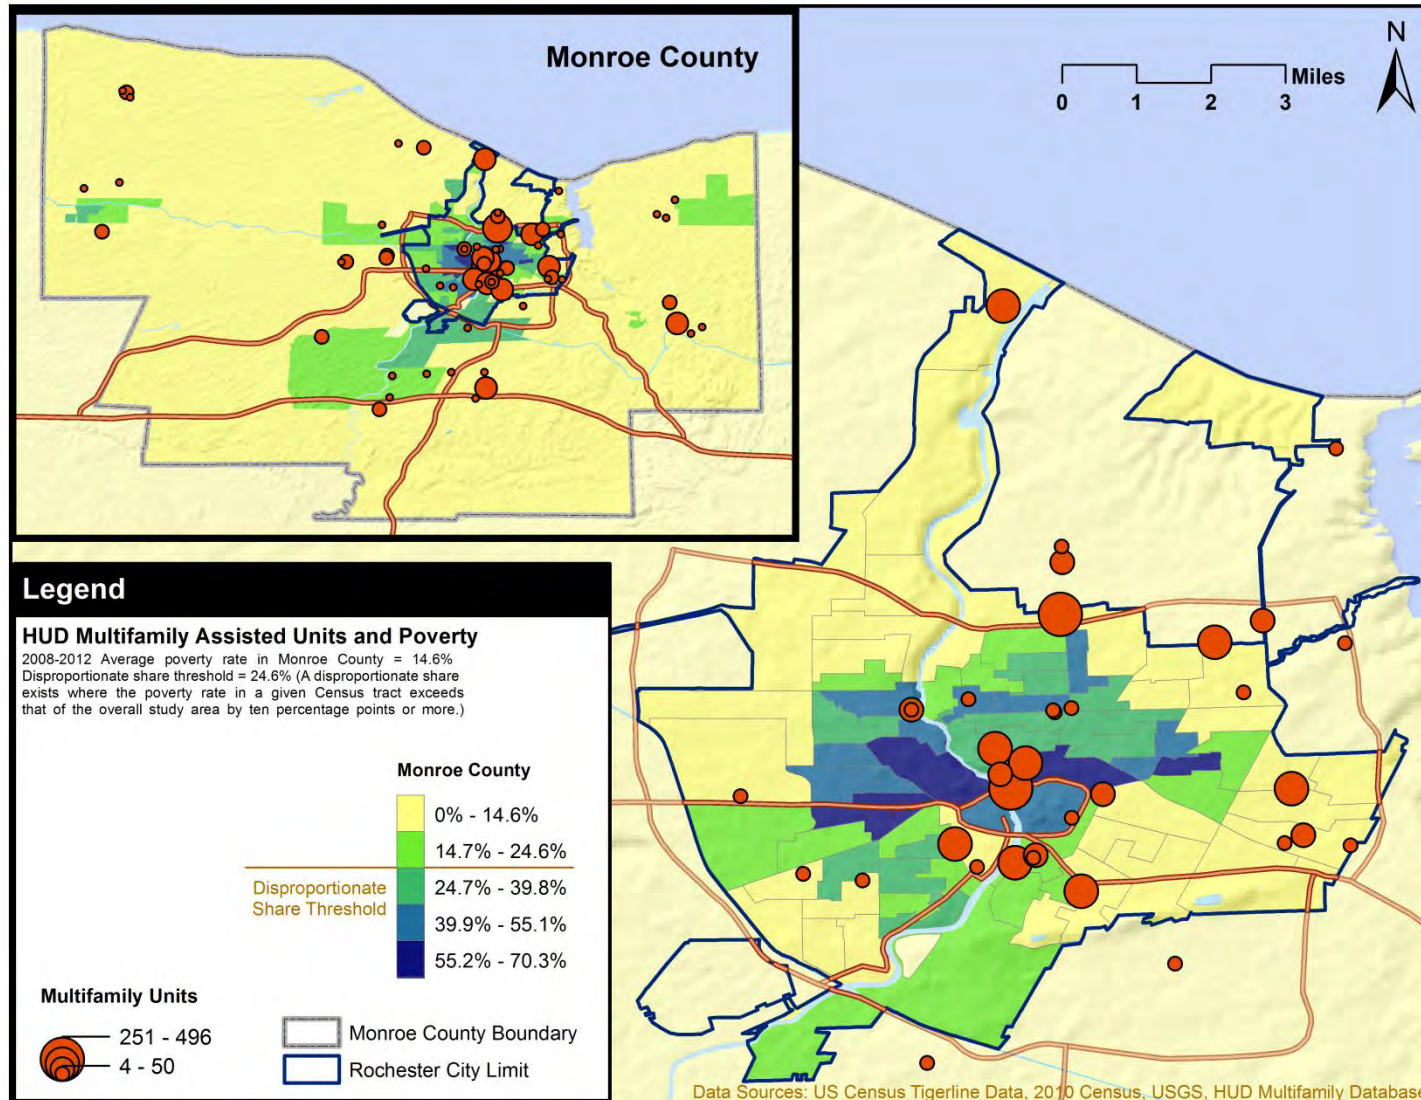 Monroe County
N
Miles
0 1 2 3
Legend
HUD Multifamily Assisted Units and Poverty
2008-2012 Average poverty rate in Monroe County = 14.6%
Disproportionate share threshold = 24.6% (A disproportionate share
exists where the poverty rate in a given Census tract exceeds
that of the overall study area by ten percentage points or more.)
Monroe County
0% - 14.6%
14.7% - 24.6%
Disproportionate
Share Threshold
24.7% - 39.8%
39.9% - 55.1%
55.2% - 70.3%
Multifamily Units
251 - 496
4 - 50
Monroe County Boundary
Rochester City Limit
Data Sources: US Census Tigerline Data, 2010 Census, USGS, HUD Multifamily Database